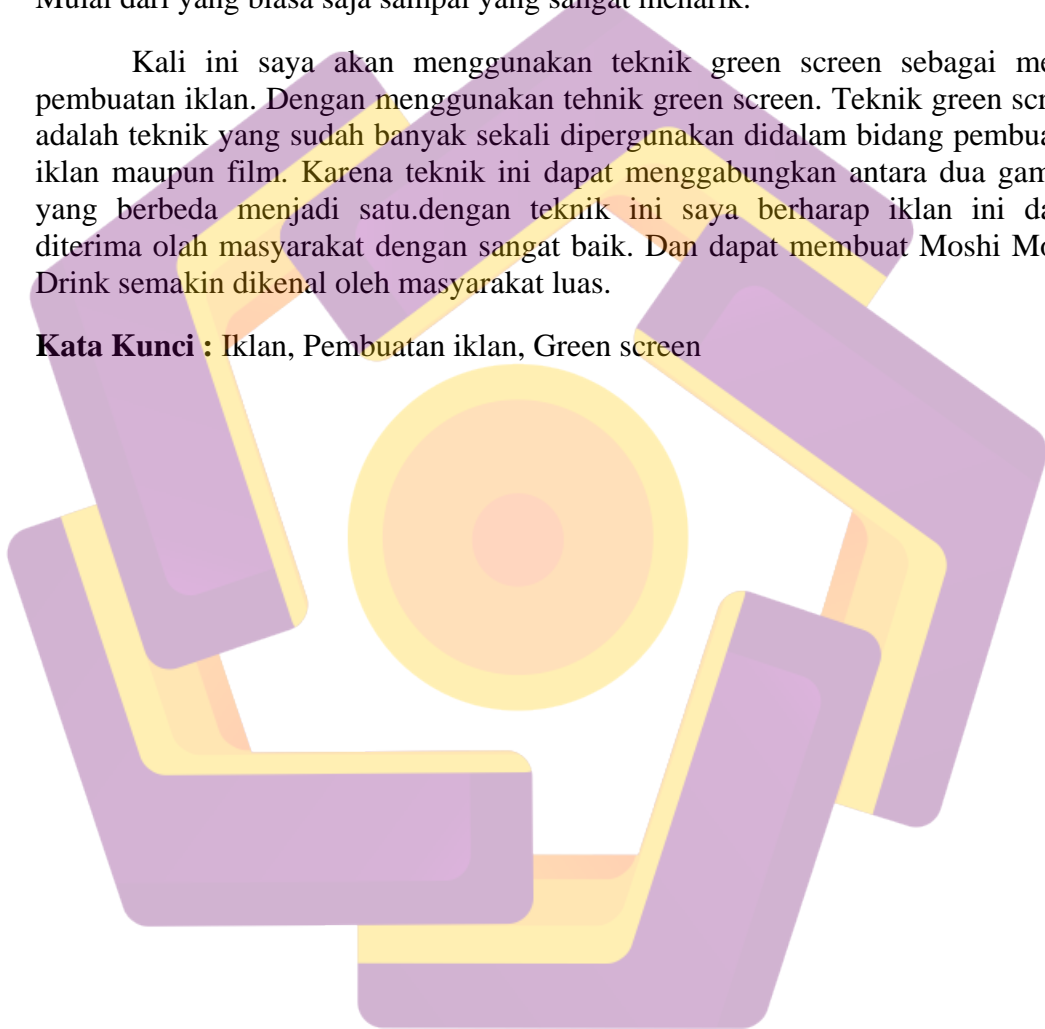 Mulai dari yang biasa saja sampai yang sangat menarik.
Kali ini saya akan menggunakan teknik green screen sebagai me
pembuatan iklan. Dengan menggunakan tehnik green screen. Teknik green scr
adalah teknik yang sudah banyak sekali dipergunakan didalam bidang pembua
iklan maupun film. Karena teknik ini dapat menggabungkan antara dua gam
yang berbeda menjadi satu.dengan teknik ini saya berharap iklan ini da
diterima olah masyarakat dengan sangat baik. Dan dapat membuat Moshi Mo
Drink semakin dikenal oleh masyarakat luas.
Kata Kunci : Iklan, Pembuatan iklan, Green screen